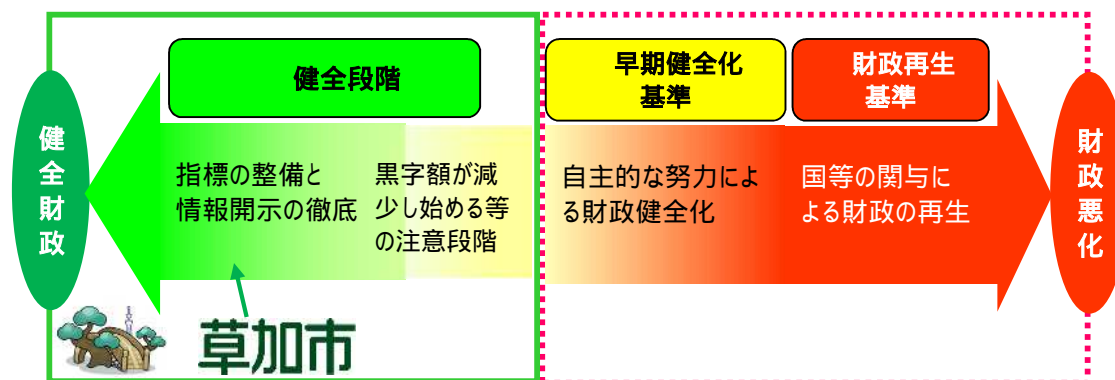 健全段階
早期健全化
基準
財政再生
基準
健全財政
指標の整備と
情報開示の徹底
黒字額が減
少し始める等
の注意段階
自主的な努力によ
る財政健全化
国等の関与に
よる財政の再生
財政悪化
草加市